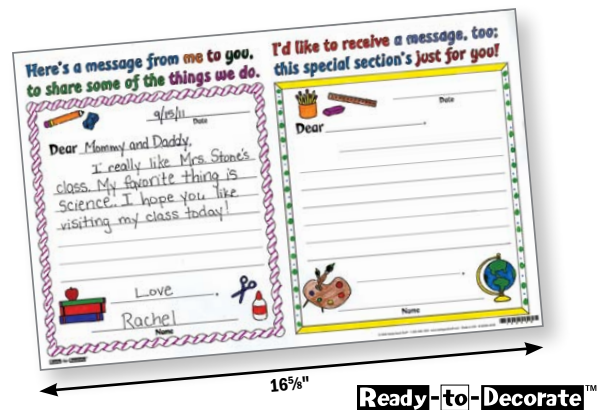 Here's a message from me to you,
to share some of the things we do.
9/15/11
Date
Dear Mommy and Daddy,
I really like Mrs. Stone's
class. My favorite thing is
Science. I hope you like
visiting my class today!
Love
,
Rachel
Name
I'd like to receive a message, too;
this special section's just for you!
Date
Dear ,
,
Name
16⅝"
Ready-to-Decorate™